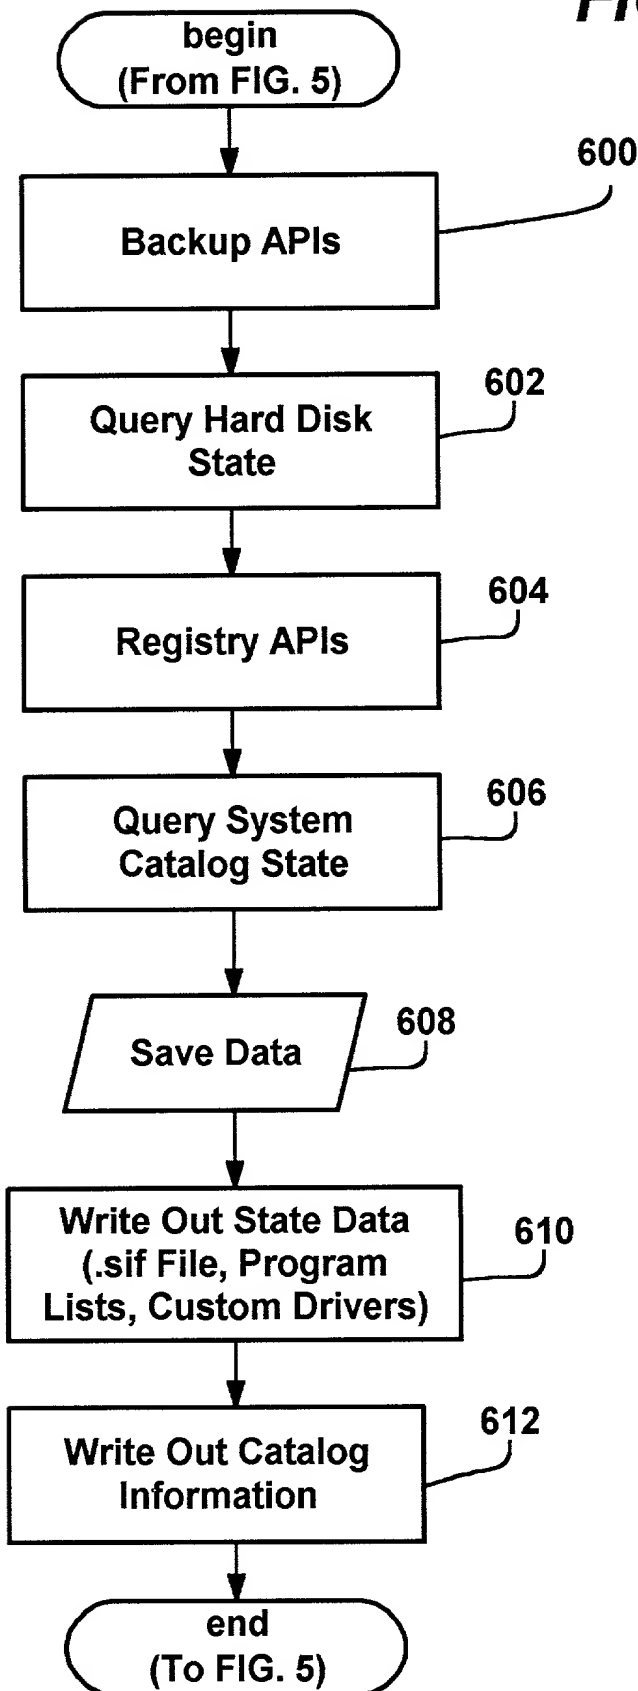 FIG
begin
(From FIG. 5)
600
Backup APIs
602
Query Hard Disk
State
604
Registry APIs
606
Query System
Catalog State
608
Save Data
610
Write Out State Data
(.sif File, Program
Lists, Custom Drivers)
612
Write Out Catalog
Information
end
(To FIG. 5)